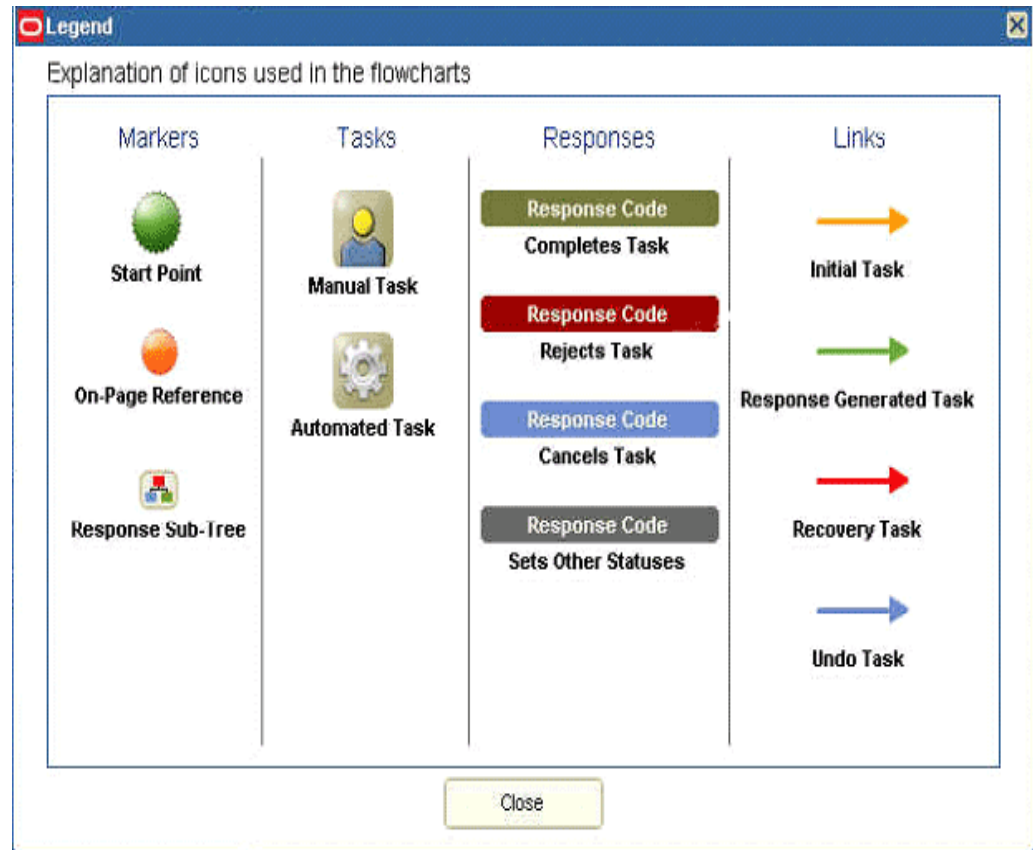 Legend
Explanation of icons used in the flowcharts
Markers
Start Point
On-Page Reference
Response Sub-Tree
Tasks
Manual Task
Automated Task
Responses
Response Code
Completes Task
Response Code
Rejects Task
Response Code
Cancels Task
Response Code
Sets Other Statuses
Links
Initial Task
Response Generated Task
Recovery Task
Undo Task
Close